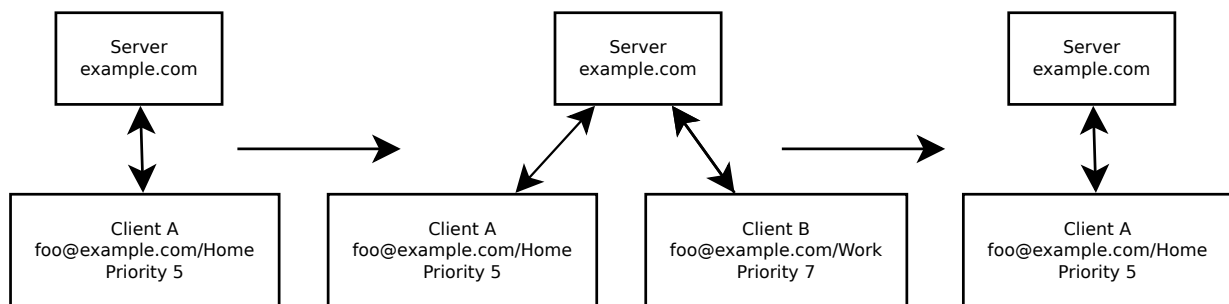 Server
example.com
Server
example.com
Server
example.com
Client A
foo@example.com/Home
Priority 5
Client A
foo@example.com/Home
Priority 5
Client B
foo@example.com/Work
Priority 7
Client A
foo@example.com/Home
Priority 5